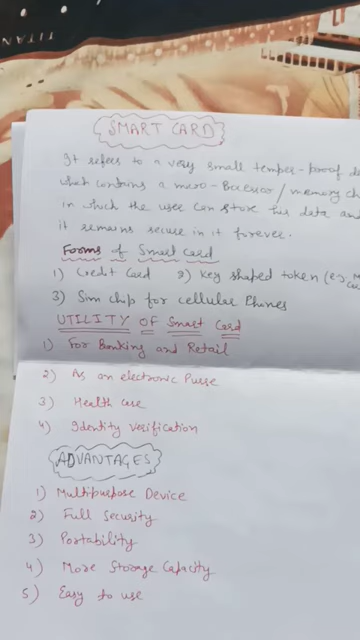 TITAN
SMART CARD
It refers to a very small temper-proof
what contains a micro- / memory
in which the user can store his data and
it remains secure in it forever.
Forms of Smart card
1) Credit Card 2) Key shaped token (e.g.
3) Sim chip for cellular Phones
UTILITY OF Smart Card
1) For Banking and Retail
2) As an electronic Purse
3) Health care
4) Identity verification
ADVANTAGES
1) Multipurpose Device
2) Full Security
3) Portability
4) More Storage Capacity
5) Easy to use